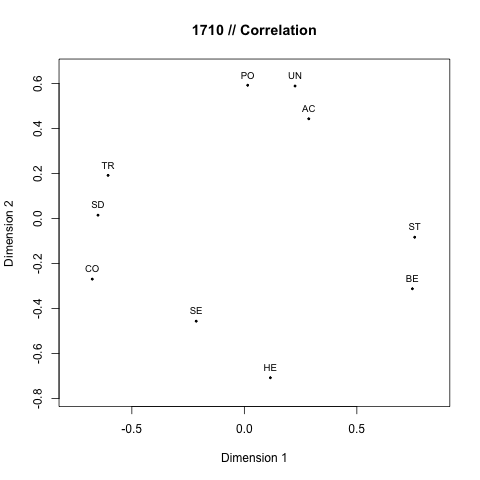 1710 // Correlation
PO
UN
AC
TR
SD
ST
CO
BE
SE
HE
0.6
0.4
0.2
0.0
-0.2
-0.4
-0.6
-0.8
Dimension 2
-0.5
0.0
0.5
Dimension 1